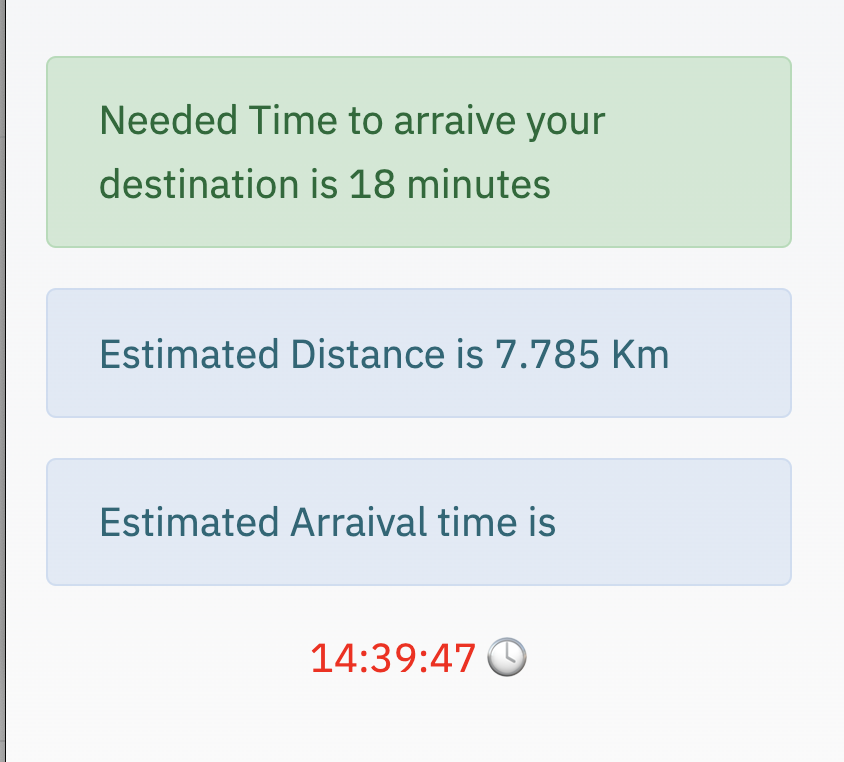 Needed Time to arraive your
destination is 18 minutes
Estimated Distance is 7.785 Km
Estimated Arraival time is
14:39:47